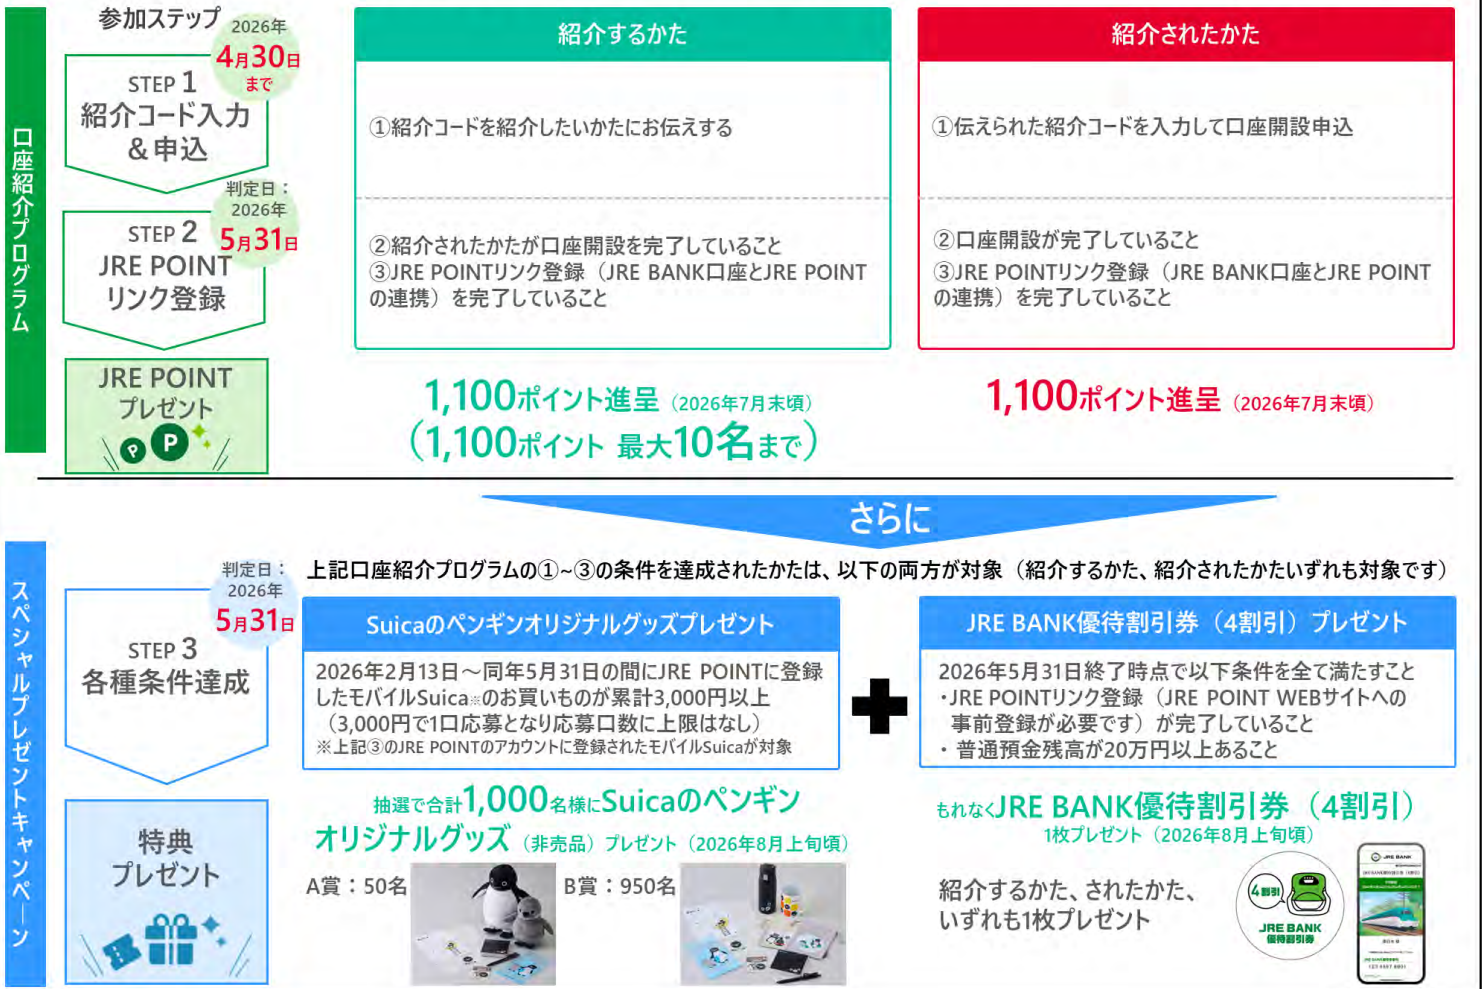 口座紹介プログラム
参加ステップ
2026年
4月30日
まで
STEP 1
紹介コード入力
&申込
紹介するかた
①紹介コードを紹介したいかたにお伝えする
紹介されたかた
①伝えられた紹介コードを入力して口座開設申込
判定日：
2026年
5月31日
STEP 2
JRE POINT
リンク登録
②紹介されたかたが口座開設を完了していること
③JRE POINTリンク登録（JRE BANK口座とJRE POINT
の連携）を完了していること
②口座開設が完了していること
③JRE POINTリンク登録（JRE BANK口座とJRE POINT
の連携）を完了していること
JRE POINT
プレゼント
P P
1,100ポイント進呈（2026年7月末頃）
（1,100ポイント 最大10名まで）
1,100ポイント進呈（2026年7月末頃）
さらに
スペシャルプレゼントキャンペーン
上記口座紹介プログラムの①~③の条件を達成されたかたは、以下の両方が対象（紹介するかた、紹介されたかたいずれも対象です）
判定日：
2026年
5月31日
STEP 3
各種条件達成
Suicaのペンギンオリジナルグッズプレゼント
2026年2月13日～同年5月31日の間にJRE POINTに登録
したモバイルSuica※のお買いものが累計3,000円以上
（3,000円で1口応募となり応募口数に上限はなし）
※上記③のJRE POINTのアカウントに登録されたモバイルSuicaが対象
JRE BANK優待割引券（4割引）プレゼント
2026年5月31日終了時点で以下条件を全て満たすこと
・JRE POINTリンク登録（JRE POINT WEBサイトへの
事前登録が必要です）が完了していること
・普通預金残高が20万円以上あること
特典
プレゼント
抽選で合計1,000名様にSuicaのペンギン
オリジナルグッズ（非売品）プレゼント（2026年8月上旬頃）
A賞：50名
B賞：950名
もれなくJRE BANK優待割引券（4割引）
1枚プレゼント（2026年8月上旬頃）
紹介するかた、されたかた、
いずれも1枚プレゼント
4割引
JRE BANK
優待割引券
JRE BANK